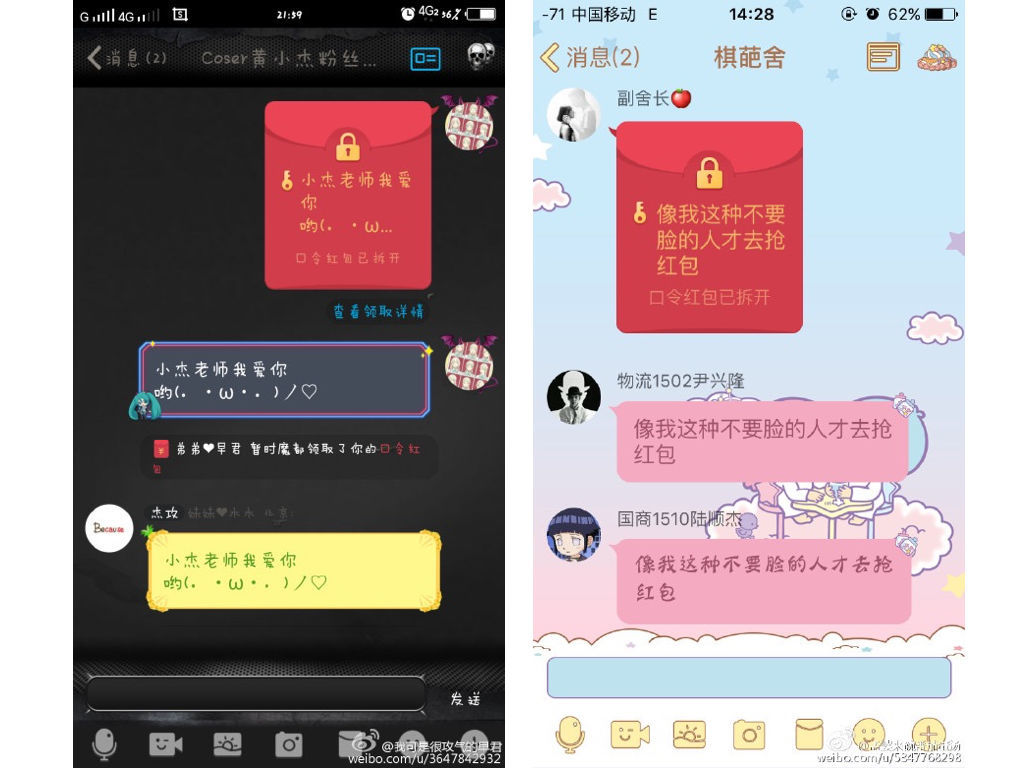 G 4G 21:59 4G2 36%
消息(2) Coser黄小杰粉丝...
小杰老师我爱
你
哟(. ・ω...
口令红包已拆开
查看领取详情
小杰老师我爱你
哟(. ・ω・. )ノ♡
弟弟❤早君 暂时魔都领取了你的口令红
包
Because
杰攻
小杰老师我爱你
哟(. ・ω・. )ノ♡
发送
@我可是很攻气的早君
weibo.com/u/3647842932
-71 中国移动 E 14:28 62%
消息(2) 棋葩舍
副舍长🍎
像我这种不要
脸的人才去抢
红包
口令红包已拆开
物流1502尹兴隆
像我这种不要脸的人才去抢
红包
国商1510陆顺杰
像我这种不要脸的人才去抢
红包
weibo.com/u/5347768298